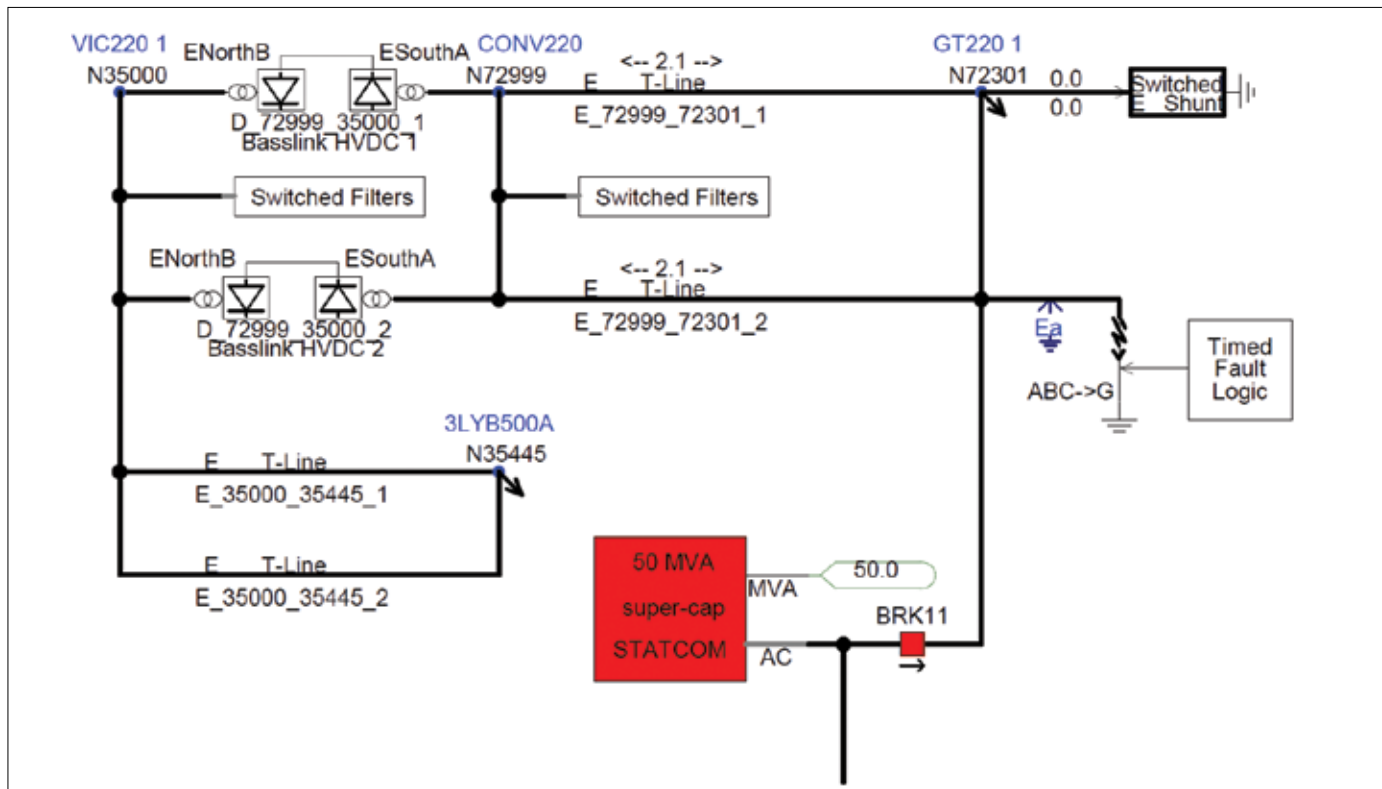 VIC220 1
N35000
ENorthB
ESouthA
D_72999_35000_1
Basslink HVDC 1
CONV220
N72999
<-- 2.1 -->
E T-Line
E_72999_72301_1
GT220 1
N72301
0.0
0.0
Switched
E Shunt
Switched Filters
Switched Filters
ENorthB
ESouthA
D_72999_35000_2
Basslink HVDC 2
<-- 2.1 -->
E T-Line
E_72999_72301_2
Ea
ABC->G
Timed
Fault
Logic
3LYB500A
N35445
E T-Line
E_35000_35445_1
E T-Line
E_35000_35445_2
50 MVA
super-cap
STATCOM
MVA
50.0
AC
BRK11